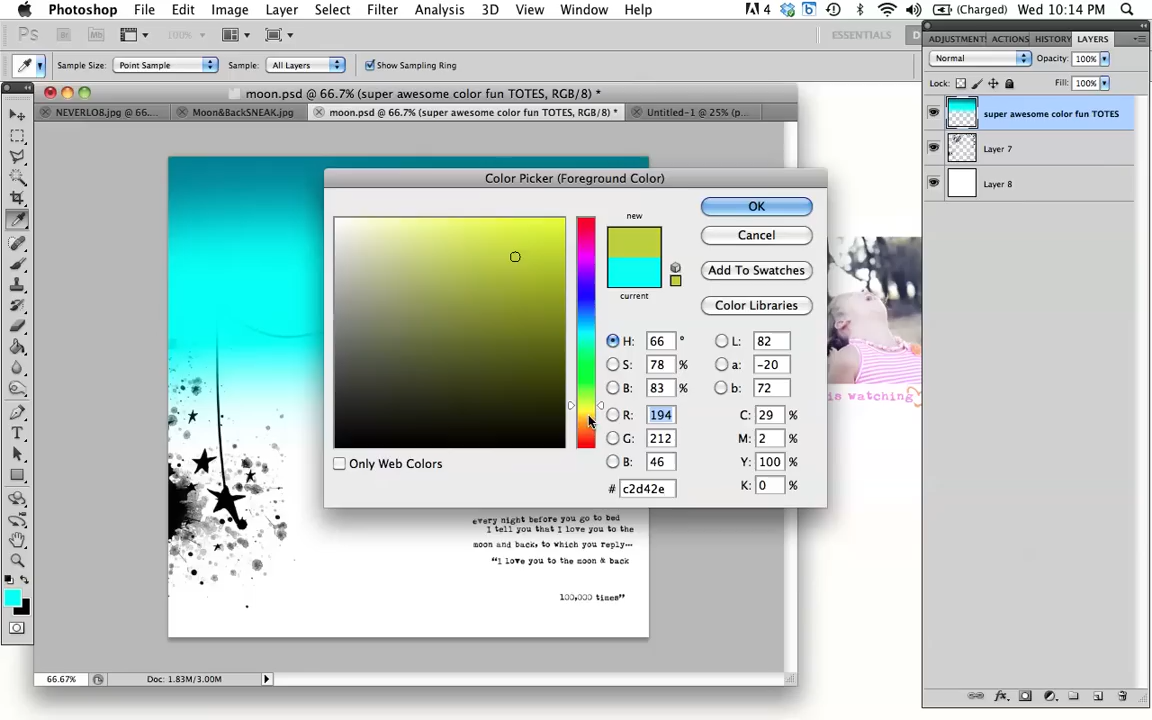 Photoshop File Edit Image Layer Select Filter Analysis 3D View Window Help 4 (Charged) Wed 10:14 PM
Ps Br Mb 100% ESSENTIALS D
Sample Size: Point Sample Sample: All Layers Show Sampling Ring
moon.psd @ 66.7% (super awesome color fun TOTES, RGB/8) *
NEVERLO8.jpg @ 66.... Moon&BackSNEAK.jpg moon.psd @ 66.7% (super awesome color fun TOTES, RGB/8) * Untitled-1 @ 25% (p...
ADJUSTMENT ACTIONS HISTORY LAYERS
Normal Opacity: 100%
Lock: Fill: 100%
super awesome color fun TOTES
Layer 7
Layer 8
Color Picker (Foreground Color)
new
current
OK
Cancel
Add To Swatches
Color Libraries
H: 66 ° L: 82
S: 78 % a: -20
B: 83 % b: 72
R: 194 C: 29 %
G: 212 M: 2 %
B: 46 Y: 100 %
# c2d42e K: 0 %
Only Web Colors
is watching
every night before you go to bed
I tell you that I love you to the
moon and back, to which you reply--
"I love you to the moon & back
100,000 times"
66.67% Doc: 1.83M/3.00M